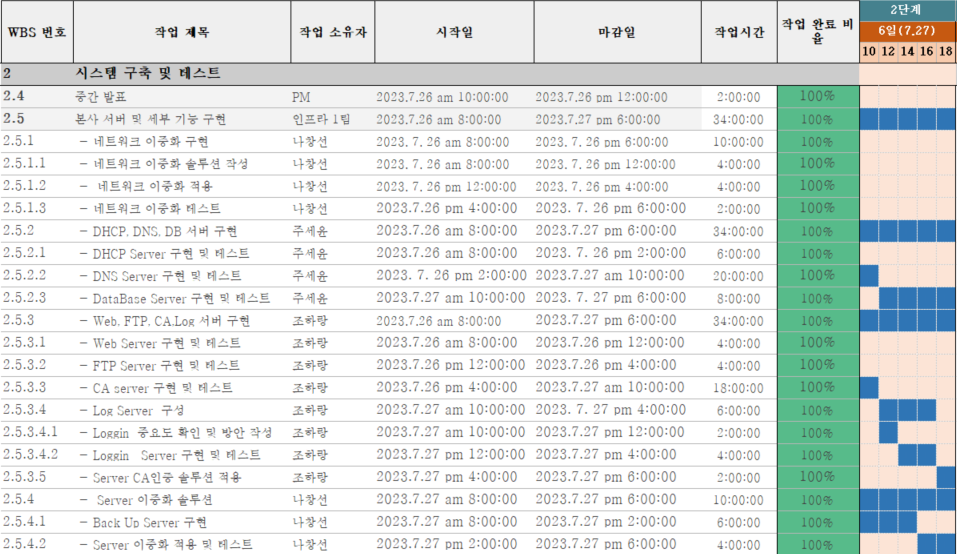 WBS 번호 작업 제목 작업 소유자 시작일 마감일 작업시간 작업 완료 비율 2단계
6일(7.27)
10 12 14 16 18
2 시스템 구축 및 테스트
2.4 중간 발표 PM 2023.7.26 am 10:00:00 2023.7.26 pm 12:00:00 2:00:00 100%
2.5 본사 서버 및 세부 기능 구현 인프라 1팀 2023.7.26 am 8:00:00 2023.7.27 pm 6:00:00 34:00:00 100%
2.5.1 - 네트워크 이중화 구현 나창선 2023. 7. 26 am 8:00:00 2023. 7. 26 pm 6:00:00 10:00:00 100%
2.5.1.1 - 네트워크 이중화 솔루션 작성 나창선 2023. 7. 26 am 8:00:00 2023. 7. 26 pm 12:00:00 4:00:00 100%
2.5.1.2 - 네트워크 이중화 적용 나창선 2023. 7. 26 pm 12:00:00 2023. 7. 26 pm 4:00:00 4:00:00 100%
2.5.1.3 - 네트워크 이중화 테스트 나창선 2023.7.26 pm 4:00:00 2023. 7. 26 pm 6:00:00 2:00:00 100%
2.5.2 - DHCP, DNS, DB 서버 구현 주세윤 2023.7.26 am 8:00:00 2023.7.27 pm 6:00:00 34:00:00 100%
2.5.2.1 - DHCP Server 구현 및 테스트 주세윤 2023.7.26 am 8:00:00 2023. 7. 26 pm 2:00:00 6:00:00 100%
2.5.2.2 - DNS Server 구현 및 테스트 주세윤 2023. 7. 26 pm 2:00:00 2023.7.27 am 10:00:00 20:00:00 100%
2.5.2.3 - DataBase Server 구현 및 테스트 주세윤 2023.7.27 am 10:00:00 2023. 7. 27 pm 6:00:00 8:00:00 100%
2.5.3 - Web, FTP, CA,Log 서버 구현 조하랑 2023.7.26 am 8:00:00 2023.7.27 pm 6:00:00 34:00:00 100%
2.5.3.1 - Web Server 구현 및 테스트 조하랑 2023.7.26 am 8:00:00 2023.7.26 pm 12:00:00 4:00:00 100%
2.5.3.2 - FTP Server 구현 및 테스트 조하랑 2023.7.26 pm 12:00:00 2023.7.26 pm 4:00:00 4:00:00 100%
2.5.3.3 - CA server 구현 및 테스트 조하랑 2023.7.26 pm 4:00:00 2023.7.27 am 10:00:00 18:00:00 100%
2.5.3.4 - Log Server 구성 조하랑 2023.7.27 am 10:00:00 2023. 7. 27 pm 4:00:00 6:00:00 100%
2.5.3.4.1 - Loggin 중요도 확인 및 방안 작성 조하랑 2023.7.27 am 10:00:00 2023.7.27 pm 12:00:00 2:00:00 100%
2.5.3.4.2 - Loggin Server 구현 및 테스트 조하랑 2023.7.27 pm 12:00:00 2023.7.27 pm 4:00:00 4:00:00 100%
2.5.3.5 - Server CA인증 솔루션 적용 조하랑 2023.7.27 pm 4:00:00 2023.7.27 pm 6:00:00 2:00:00 100%
2.5.4 - Server 이중화 솔루션 나창선 2023.7.27 am 8:00:00 2023.7.27 pm 6:00:00 10:00:00 100%
2.5.4.1 - Back Up Server 구현 나창선 2023.7.27 am 8:00:00 2023.7.27 pm 2:00:00 6:00:00 100%
2.5.4.2 - Server 이중화 적용 및 테스트 나창선 2023.7.27 pm 2:00:00 2023.7.27 pm 6:00:00 4:00:00 100%